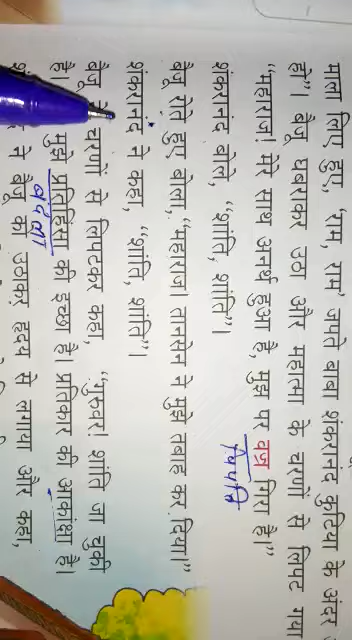 माला लिए हुए, 'राम, राम' जपते बाबा शंकरानंद कुटिया के अंदर
हो"। बैजू घबराकर उठा और महात्मा के चरणों से लिपट गया
"महाराज! मेरे साथ अनर्थ हुआ है, मुझ पर वज्र गिरा है।"
विपत्ति
शंकरानंद बोले, "शांति, शांति"।
बैजू रोते हुए बोला, "महाराज! तानसेन ने मुझे तबाह कर दिया।"
शंकरानंद ने कहा, "शांति, शांति"।
बैजू ने चरणों से लिपटकर कहा, "गुरुवर! शांति जा चुकी
है। मुझे प्रतिहिंसा की इच्छा है। प्रतिकार की आकांक्षा है।
बदला
ने बैजू को उठाकर हृदय से लगाया और कहा,